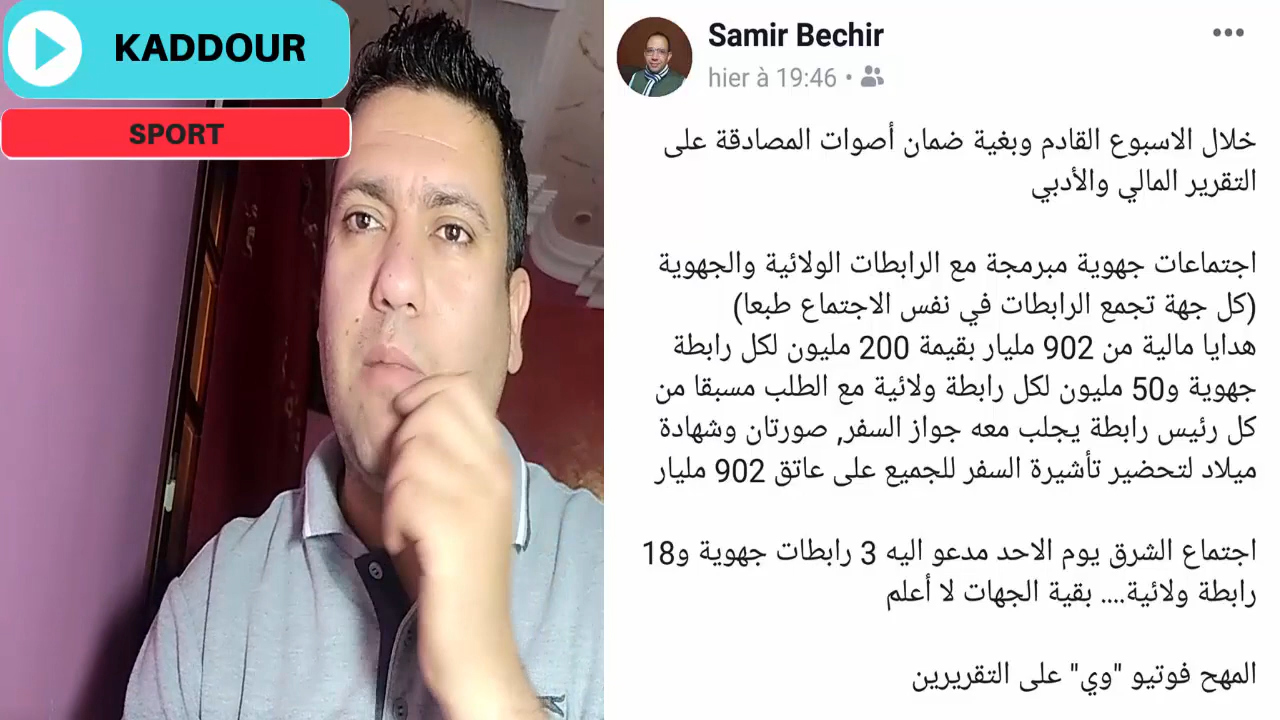 KADDOUR
SPORT
Samir Bechir
hier à 19:46 •
خلال الاسبوع القادم وبغية ضمان أصوات المصادقة على
التقرير المالي والأدبي
اجتماعات جهوية مبرمجة مع الرابطات الولائية والجهوية
(كل جهة تجمع الرابطات في نفس الاجتماع طبعا)
هدايا مالية من 902 مليار بقيمة 200 مليون لكل رابطة
جهوية و50 مليون لكل رابطة ولائية مع الطلب مسبقا من
كل رئيس رابطة يجلب معه جواز السفر, صورتان وشهادة
ميلاد لتحضير تأشيرة السفر للجميع على عاتق 902 مليار
اجتماع الشرق يوم الاحد مدعو اليه 3 رابطات جهوية و18
رابطة ولائية.... بقية الجهات لا أعلم
المهح فوتيو "وي" على التقريرين